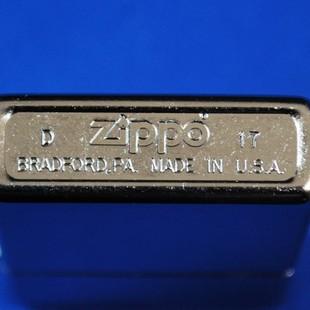 D Zippo 17
BRADFORD,PA. MADE IN U.S.A.